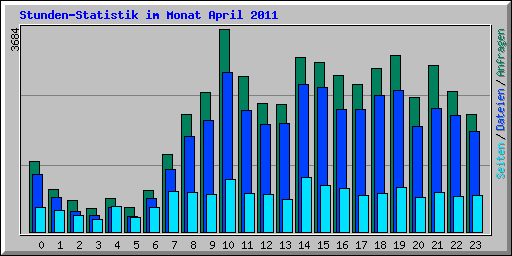 Stunden-Statistik im Monat April 2011
3684
Seiten / Dateien / Anfragen
0 1 2 3 4 5 6 7 8 9 10 11 12 13 14 15 16 17 18 19 20 21 22 23